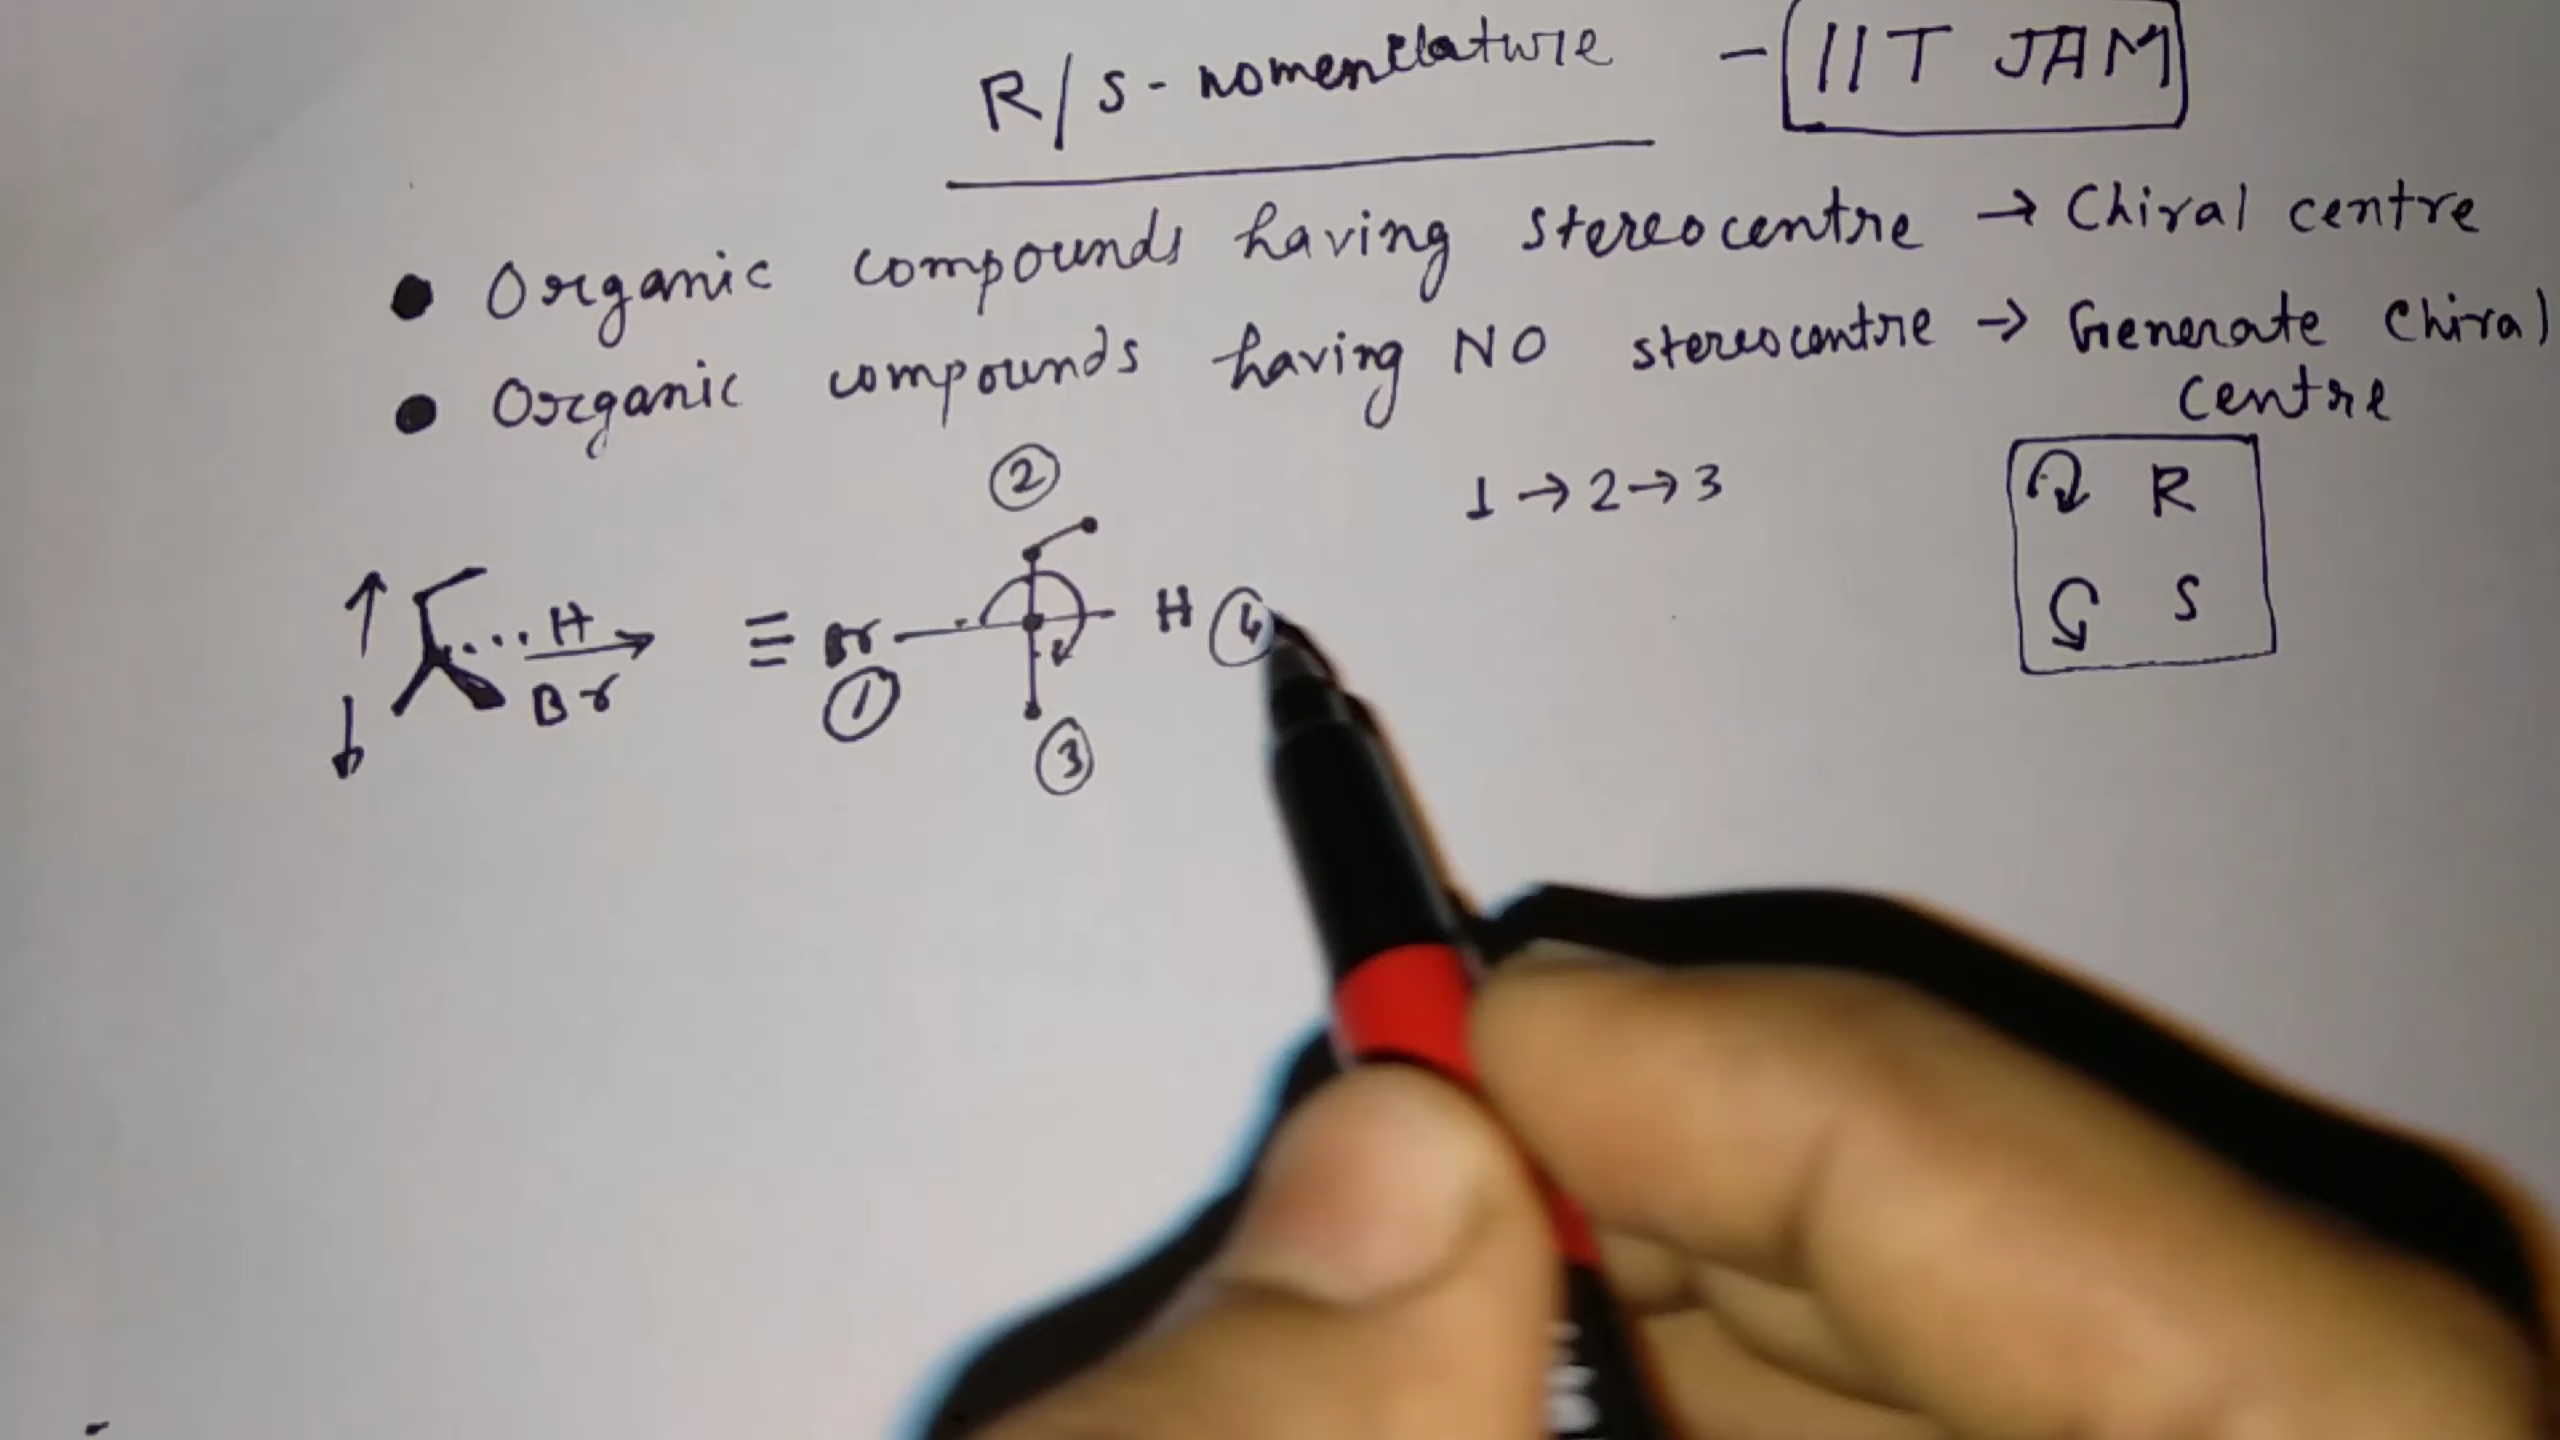 R/S-nomenclature - IIT JAM
• Organic compounds having stereocentre → Chiral centre
• Organic compounds having NO stereocentre → Generate Chiral
centre
②
1 → 2 → 3
R
H
Br
≡ Br
H ④
S
①
③